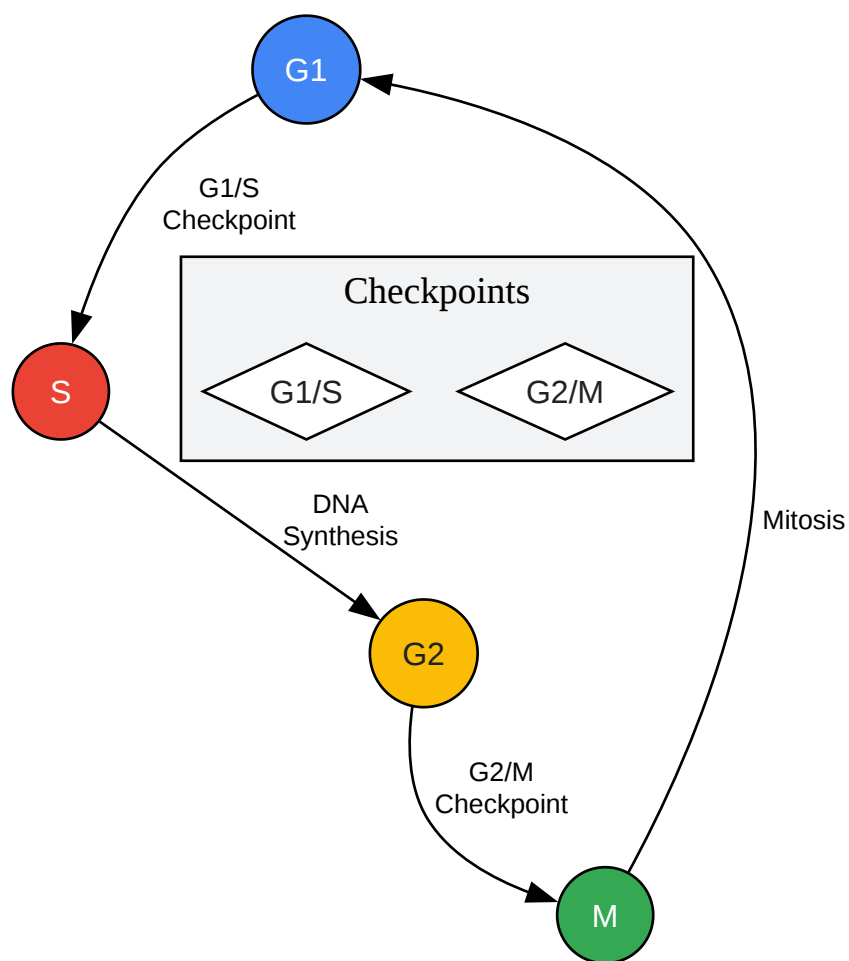 G1
G1/S
Checkpoint
Checkpoints
S
G1/S
G2/M
DNA
Synthesis
Mitosis
G2
G2/M
Checkpoint
M